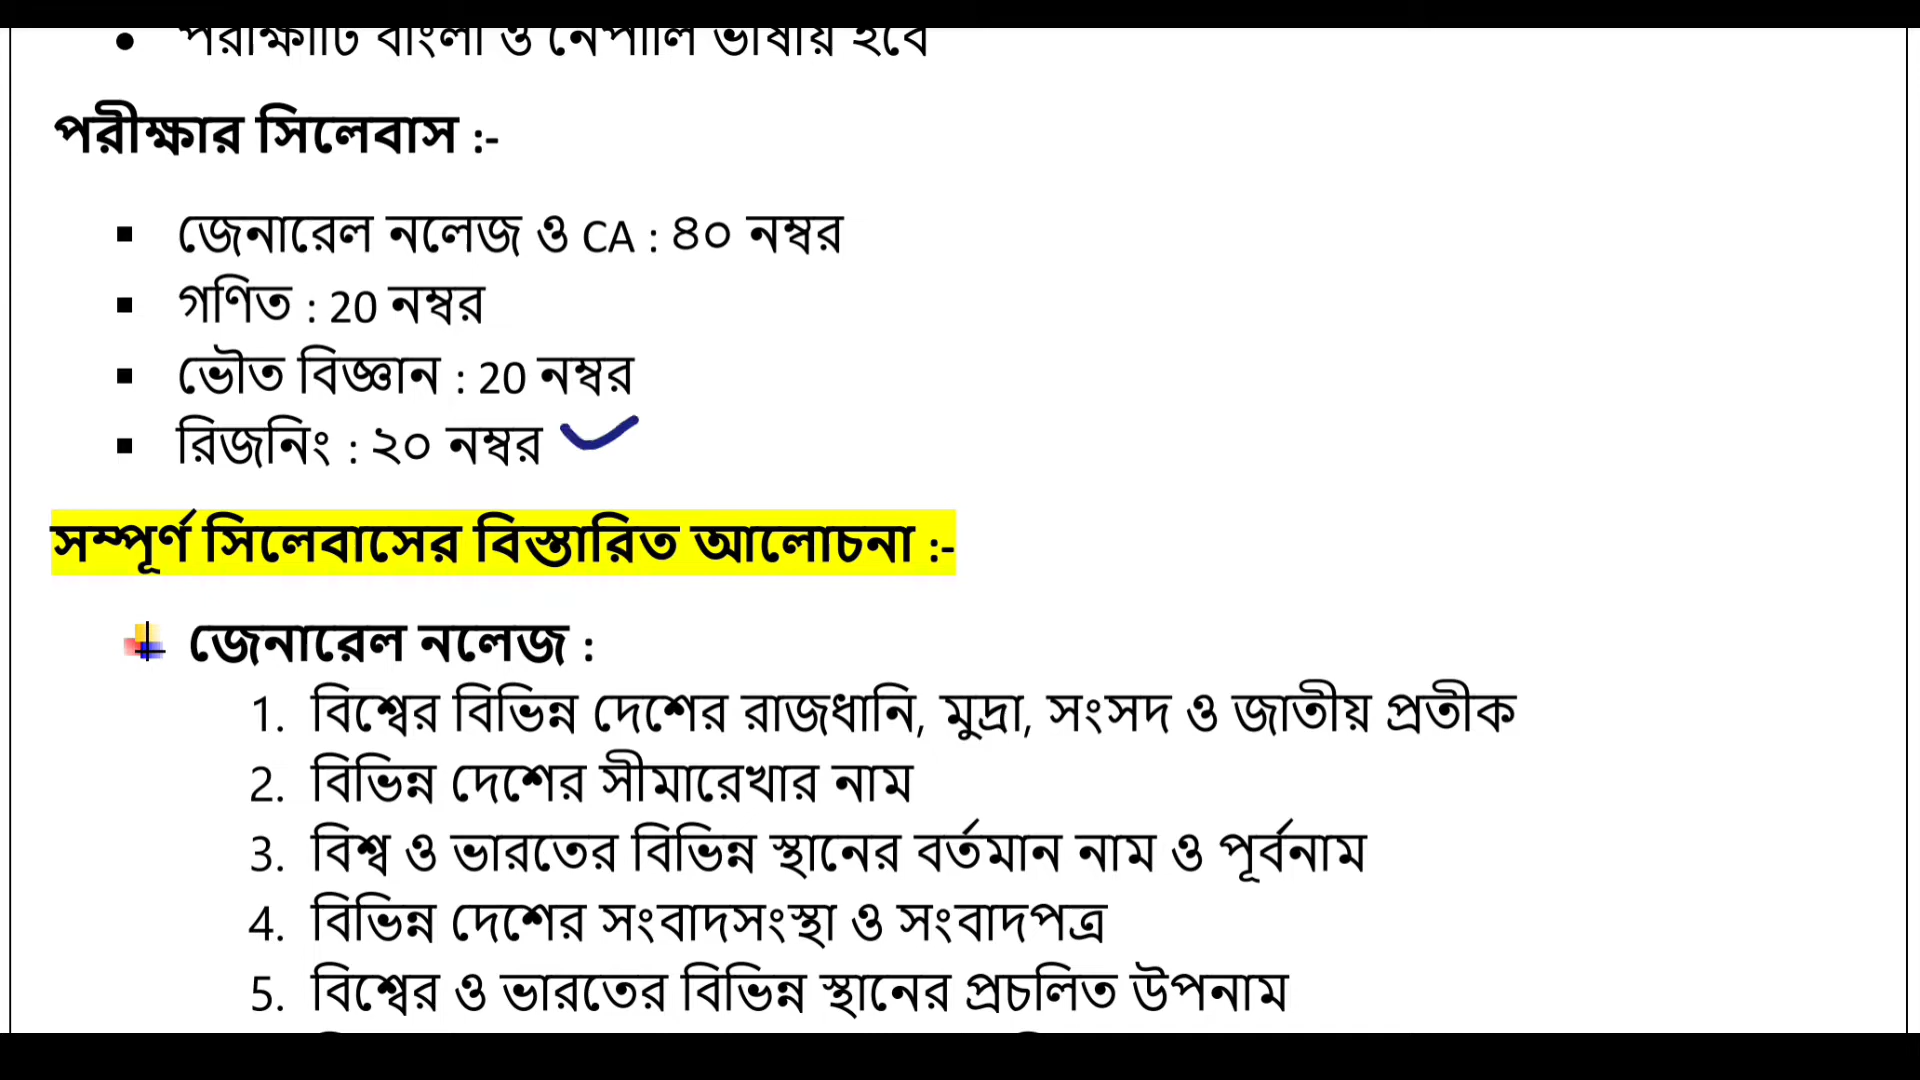 • পরীক্ষাটি বাংলা ও নেপালি ভাষায় হবে
পরীক্ষার সিলেবাস :-
▪ জেনারেল নলেজ ও CA : ৪০ নম্বর
▪ গণিত : 20 নম্বর
▪ ভৌত বিজ্ঞান : 20 নম্বর
▪ রিজনিং : ২০ নম্বর
সম্পূর্ণ সিলেবাসের বিস্তারিত আলোচনা :-
জেনারেল নলেজ :
1. বিশ্বের বিভিন্ন দেশের রাজধানি, মুদ্রা, সংসদ ও জাতীয় প্রতীক
2. বিভিন্ন দেশের সীমারেখার নাম
3. বিশ্ব ও ভারতের বিভিন্ন স্থানের বর্তমান নাম ও পূর্বনাম
4. বিভিন্ন দেশের সংবাদসংস্থা ও সংবাদপত্র
5. বিশ্বের ও ভারতের বিভিন্ন স্থানের প্রচলিত উপনাম